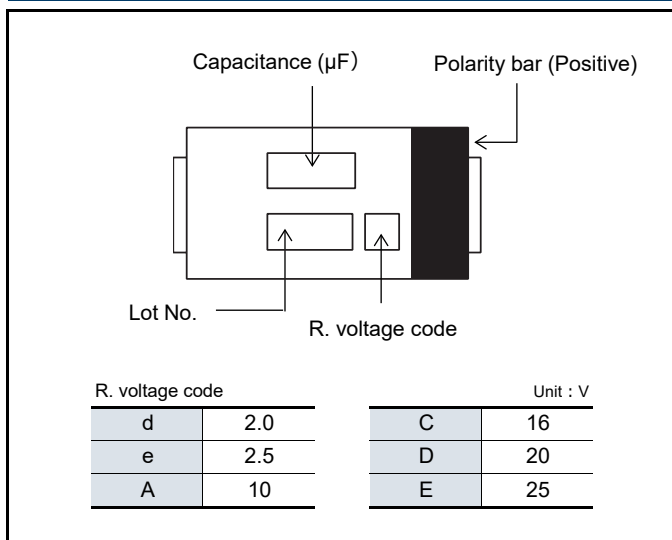 Capacitance (µF）
Polarity bar (Positive)
Lot No.
R. voltage code
R. voltage code
Unit : V
d 2.0 C 16
e 2.5 D 20
A 10 E 25